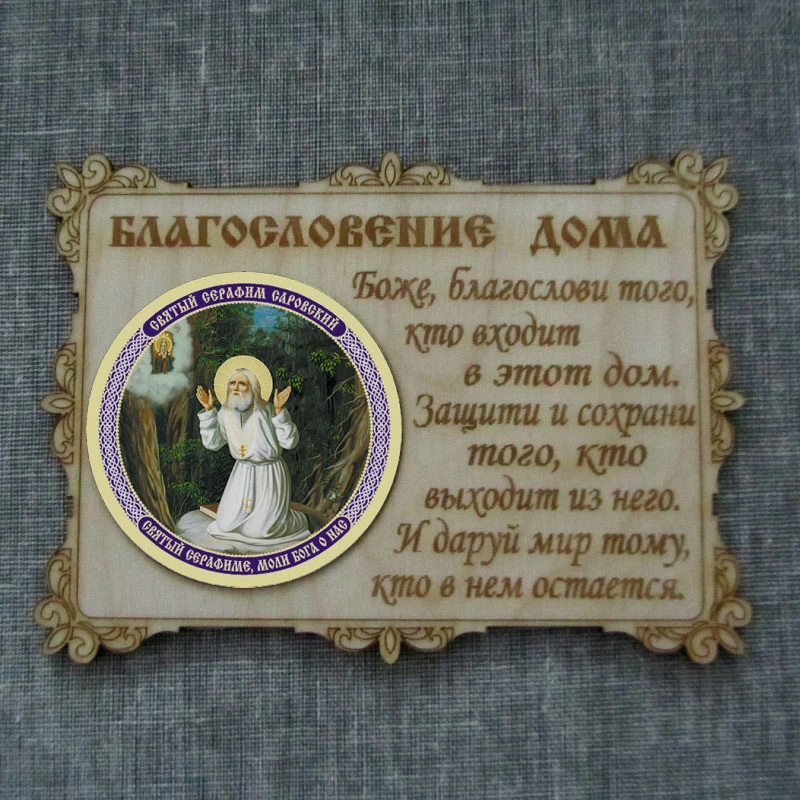 БЛАГОСЛОВЕНИЕ ДОМА
СВЯТЫЙ СЕРАФИМ САРОВСКИЙ
СВЯТЫЙ СЕРАФИМЕ, МОЛИ БОГА О НАС
Боже, благослови того,
кто входит
в этот дом.
Защити и сохрани
того, кто
выходит из него.
И даруй мир тому,
кто в нем остается.